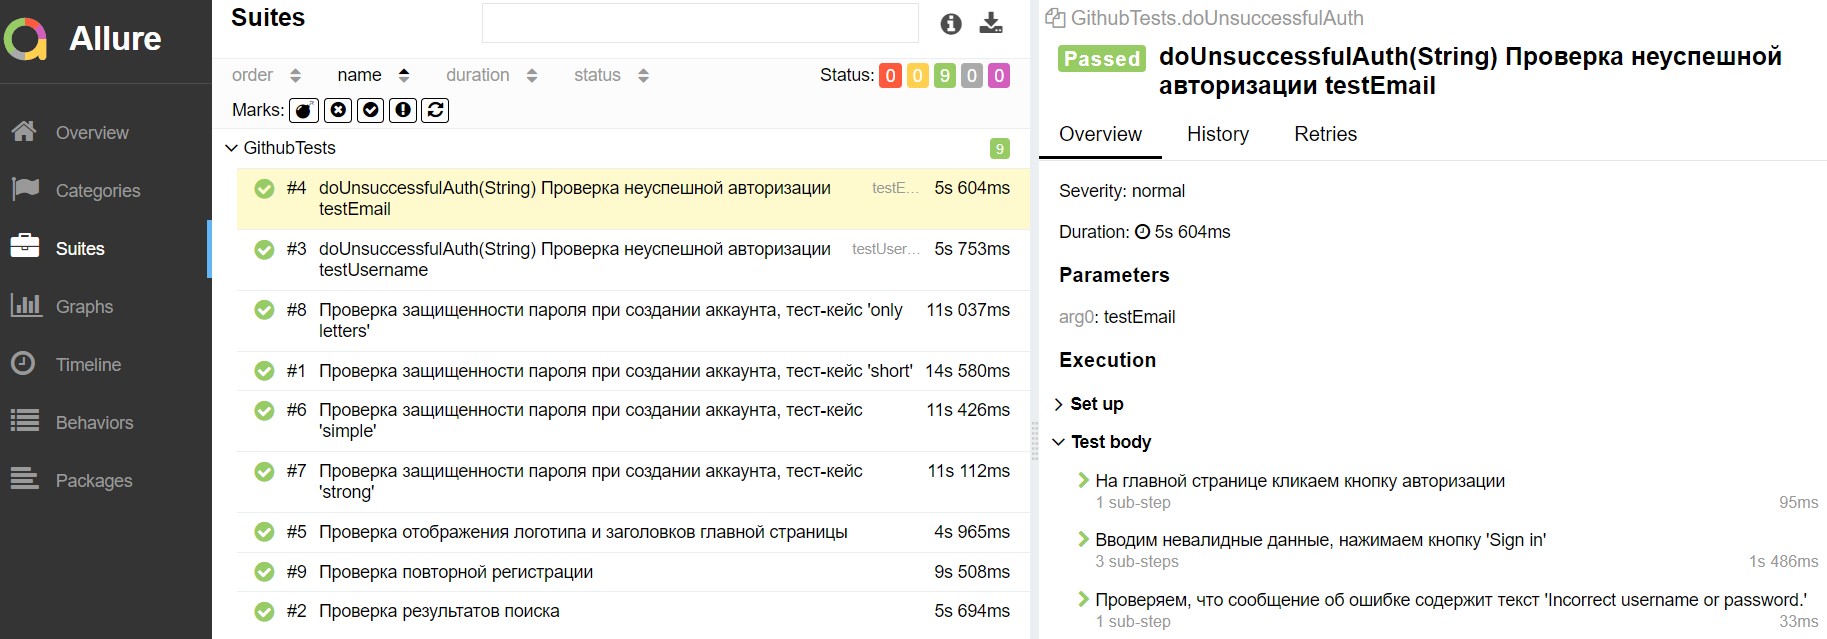 Allure
Overview
Categories
Suites
Graphs
Timeline
Behaviors
Packages
Suites
order name duration status Status: 0 0 9 0 0
Marks:
GithubTests 9
#4 doUnsuccessfulAuth(String) Проверка неуспешной авторизации testE... 5s 604ms
testEmail
#3 doUnsuccessfulAuth(String) Проверка неуспешной авторизации testUser... 5s 753ms
testUsername
#8 Проверка защищенности пароля при создании аккаунта, тест-кейс 'only 11s 037ms
letters'
#1 Проверка защищенности пароля при создании аккаунта, тест-кейс 'short' 14s 580ms
#6 Проверка защищенности пароля при создании аккаунта, тест-кейс 11s 426ms
'simple'
#7 Проверка защищенности пароля при создании аккаунта, тест-кейс 11s 112ms
'strong'
#5 Проверка отображения логотипа и заголовков главной страницы 4s 965ms
#9 Проверка повторной регистрации 9s 508ms
#2 Проверка результатов поиска 5s 694ms
GithubTests.doUnsuccessfulAuth
Passed doUnsuccessfulAuth(String) Проверка неуспешной
авторизации testEmail
Overview History Retries
Severity: normal
Duration: 5s 604ms
Parameters
arg0: testEmail
Execution
Set up
Test body
На главной странице кликаем кнопку авторизации
1 sub-step 95ms
Вводим невалидные данные, нажимаем кнопку 'Sign in'
3 sub-steps 1s 486ms
Проверяем, что сообщение об ошибке содержит текст 'Incorrect username or password.'
1 sub-step 33ms